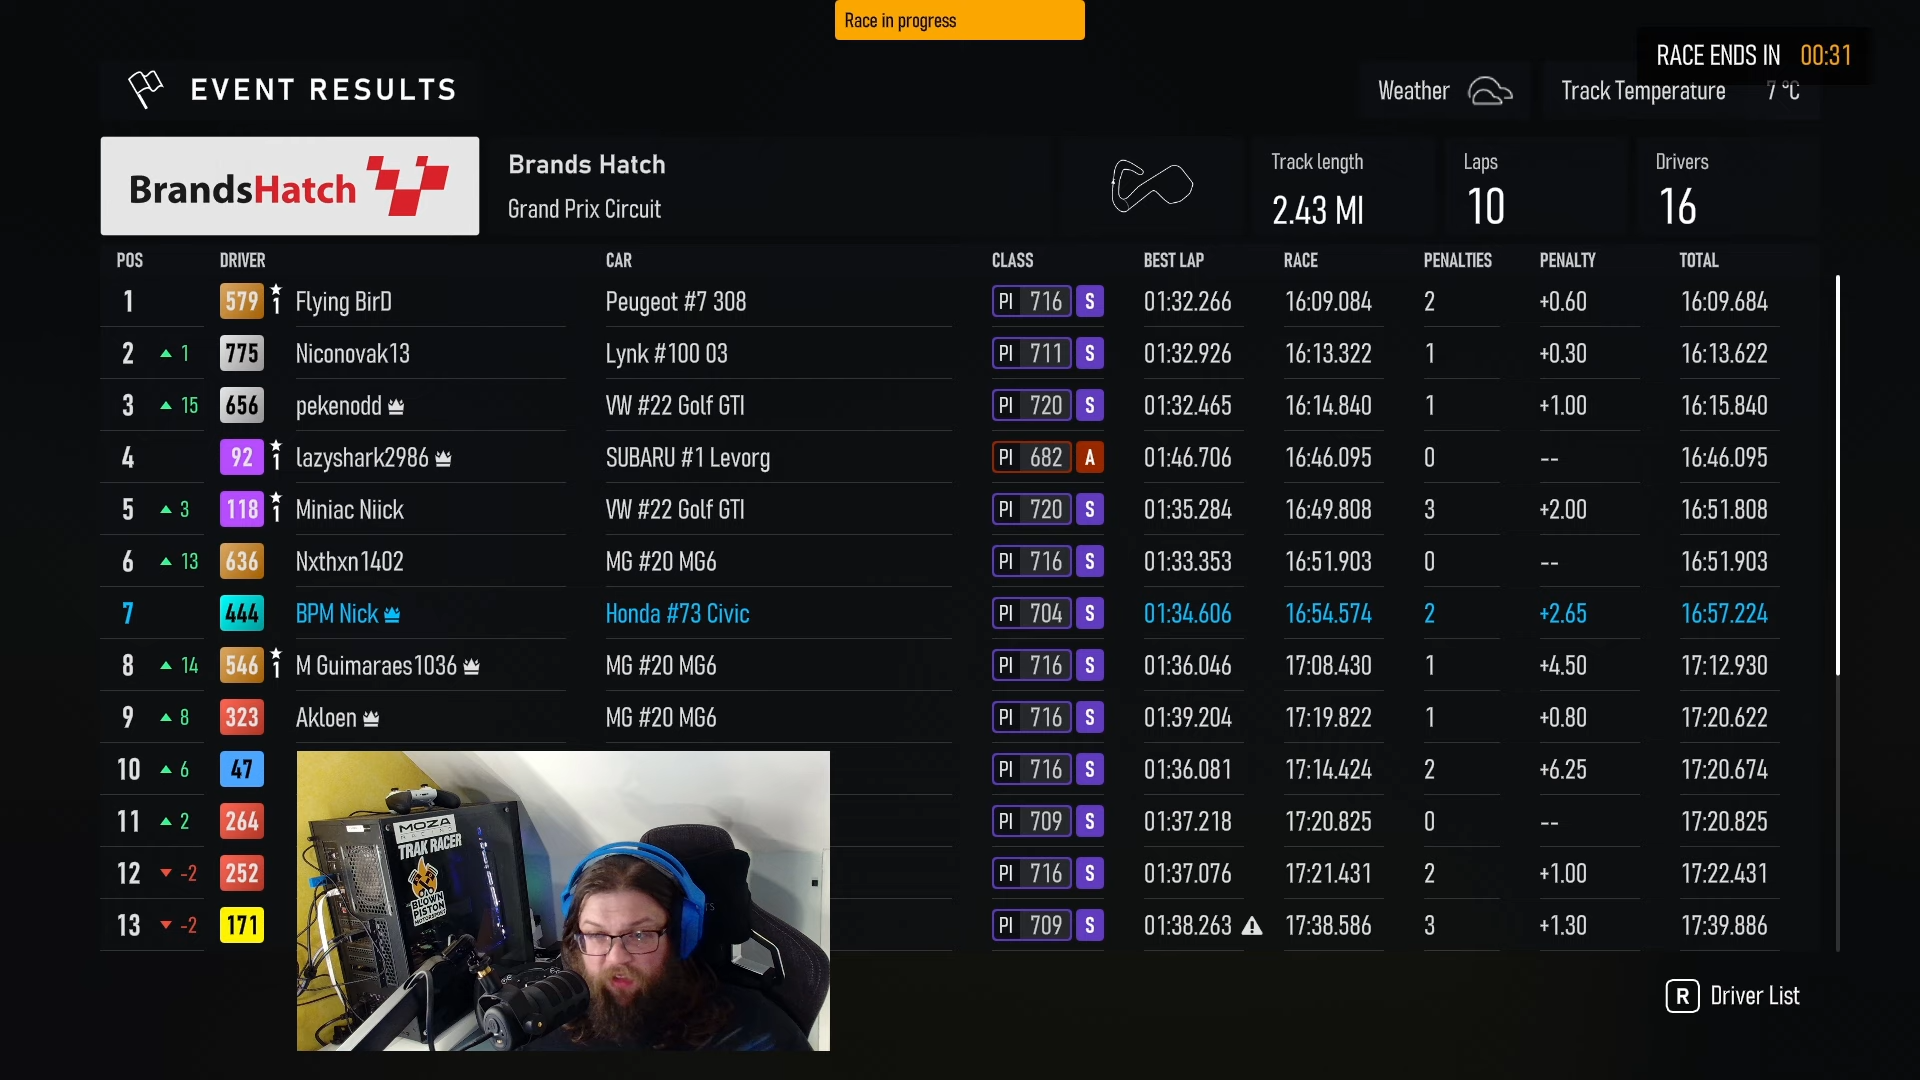 Race in progress
RACE ENDS IN 00:31
EVENT RESULTS
Weather
Track Temperature 7 °C
BrandsHatch
Brands Hatch
Grand Prix Circuit
Track length
2.43 MI
Laps
10
Drivers
16
POS DRIVER CAR CLASS BEST LAP RACE PENALTIES PENALTY TOTAL
1 579 1 Flying BirD Peugeot #7 308 PI 716 S 01:32.266 16:09.084 2 +0.60 16:09.684
2 1 775 Niconovak13 Lynk #100 03 PI 711 S 01:32.926 16:13.322 1 +0.30 16:13.622
3 15 656 pekenodd VW #22 Golf GTI PI 720 S 01:32.465 16:14.840 1 +1.00 16:15.840
4 92 1 lazyshark2986 SUBARU #1 Levorg PI 682 A 01:46.706 16:46.095 0 -- 16:46.095
5 3 118 1 Miniac Niick VW #22 Golf GTI PI 720 S 01:35.284 16:49.808 3 +2.00 16:51.808
6 13 636 Nxthxn1402 MG #20 MG6 PI 716 S 01:33.353 16:51.903 0 -- 16:51.903
7 444 BPM Nick Honda #73 Civic PI 704 S 01:34.606 16:54.574 2 +2.65 16:57.224
8 14 546 1 M Guimaraes1036 MG #20 MG6 PI 716 S 01:36.046 17:08.430 1 +4.50 17:12.930
9 8 323 Akloen MG #20 MG6 PI 716 S 01:39.204 17:19.822 1 +0.80 17:20.622
10 6 47 PI 716 S 01:36.081 17:14.424 2 +6.25 17:20.674
11 2 264 PI 709 S 01:37.218 17:20.825 0 -- 17:20.825
12 -2 252 PI 716 S 01:37.076 17:21.431 2 +1.00 17:22.431
13 -2 171 PI 709 S 01:38.263 17:38.586 3 +1.30 17:39.886
MOZA
TRAK RACER
BLOWN
PISTON
MOTORSPORT
R Driver List